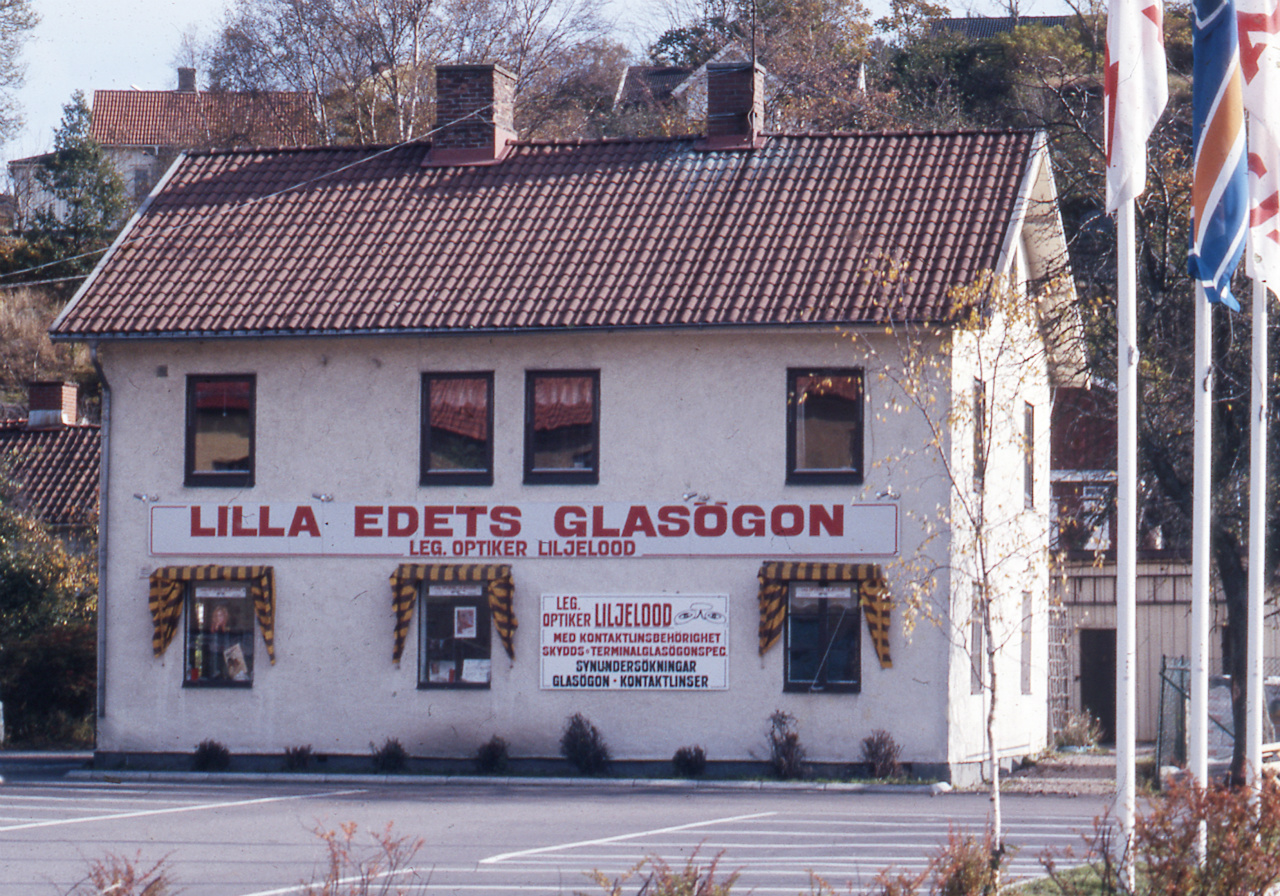 LILLA EDETS GLASÖGON
LEG. OPTIKER LILJELOOD
LEG.
OPTIKER LILJELOOD
MED KONTAKTLINSBEHÖRIGHET
SKYDDS-TERMINALGLASÖGONSPEC.
SYNUNDERSÖKNINGAR
GLASÖGON - KONTAKTLINSER